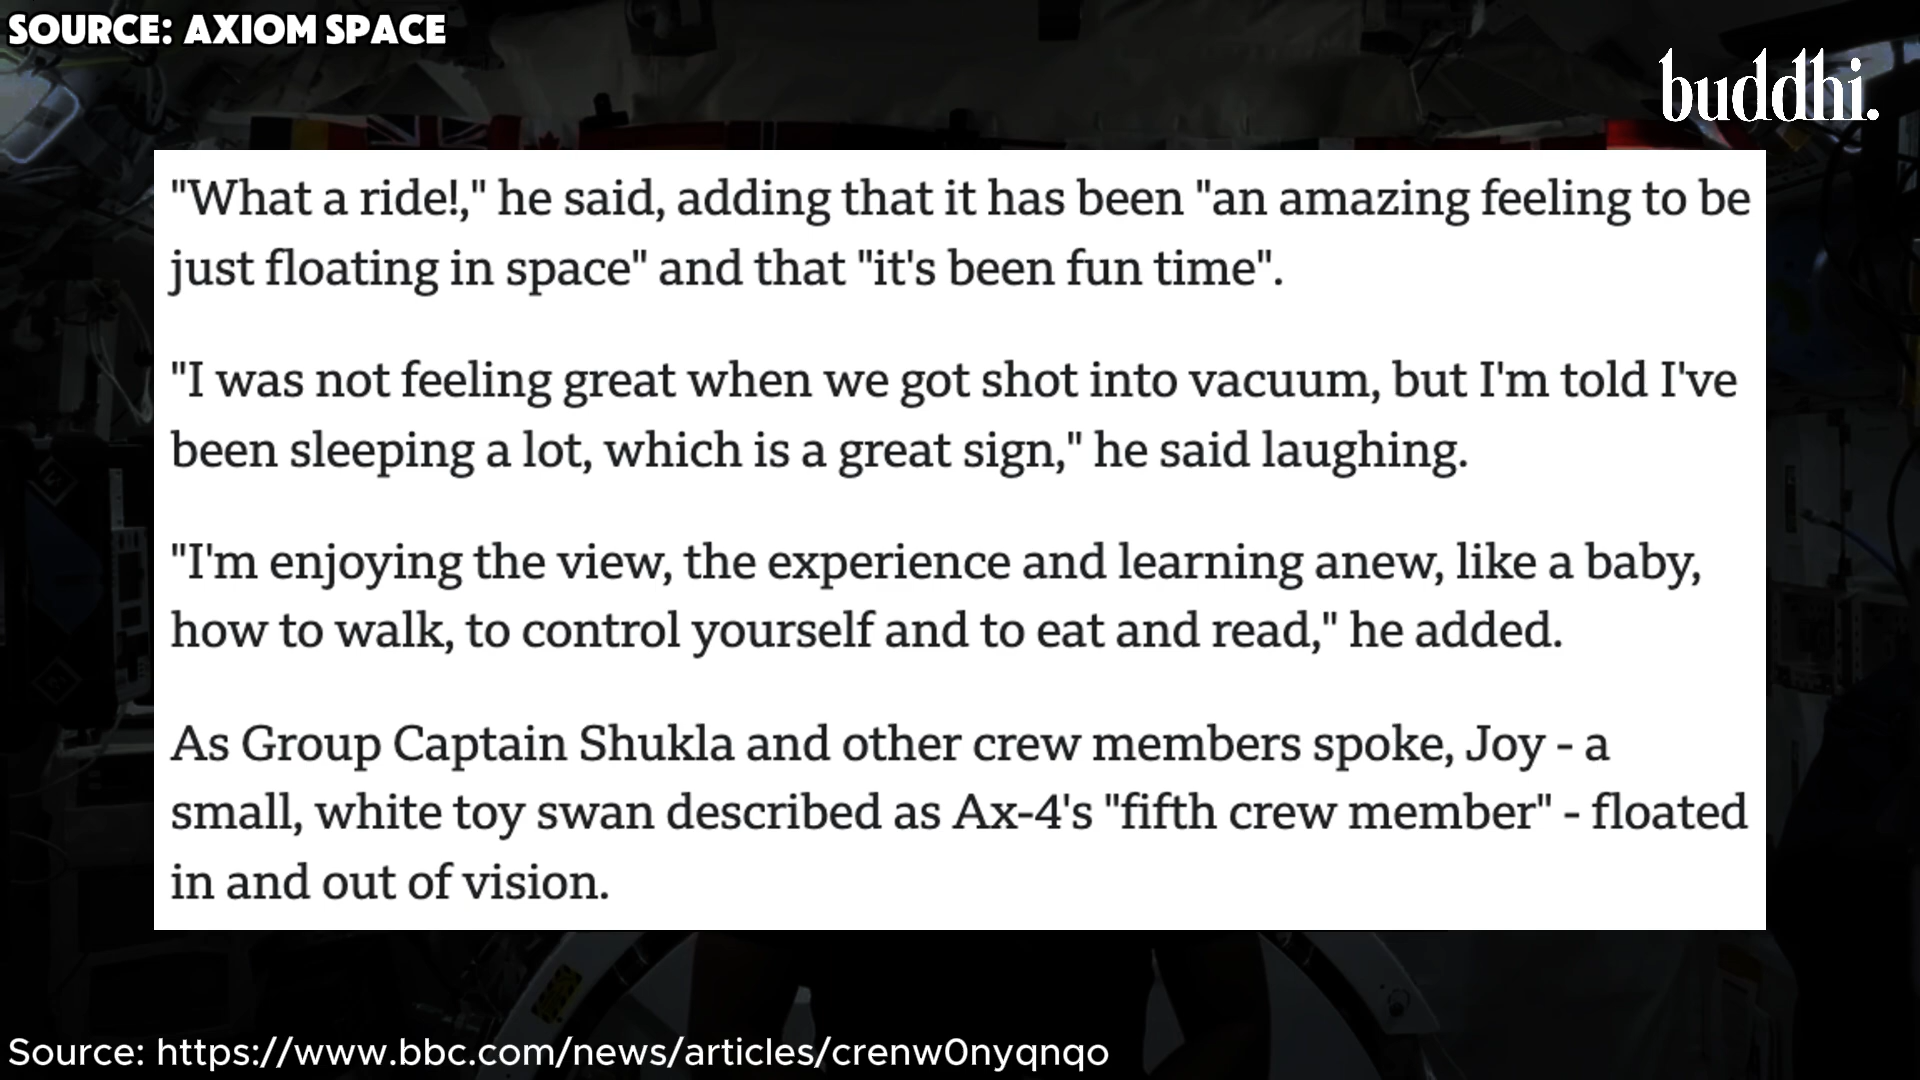 SOURCE: AXIOM SPACE
buddhi.
"What a ride!," he said, adding that it has been "an amazing feeling to be
just floating in space" and that "it's been fun time".
"I was not feeling great when we got shot into vacuum, but I'm told I've
been sleeping a lot, which is a great sign," he said laughing.
"I'm enjoying the view, the experience and learning anew, like a baby,
how to walk, to control yourself and to eat and read," he added.
As Group Captain Shukla and other crew members spoke, Joy - a
small, white toy swan described as Ax-4's "fifth crew member" - floated
in and out of vision.
Source: https://www.bbc.com/news/articles/crenw0nyqnqo